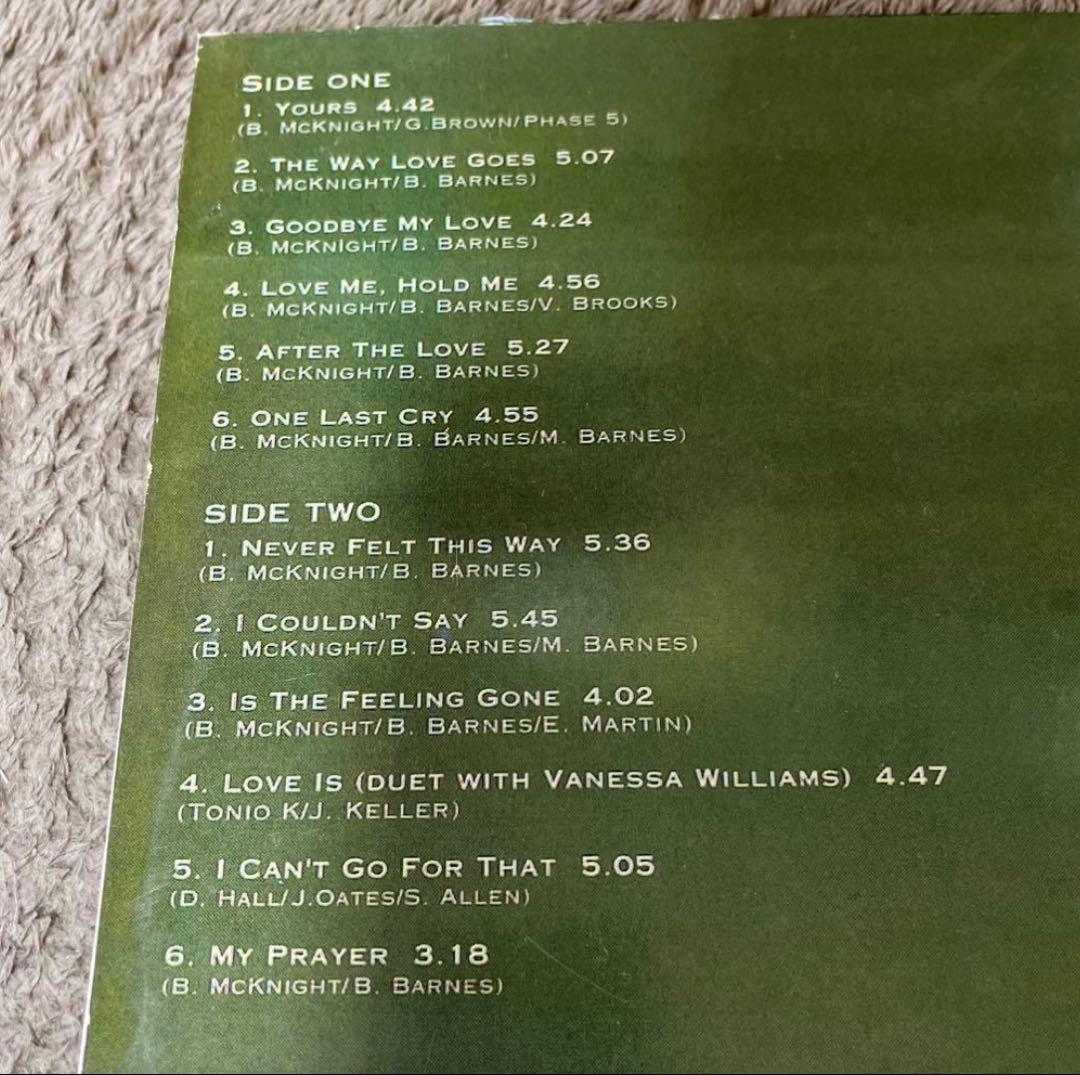 SIDE ONE
1. YOURS 4.42
(B. MCKNIGHT/G.BROWN/PHASE 5)
2. THE WAY LOVE GOES 5.07
(B. MCKNIGHT/B. BARNES)
3. GOODBYE MY LOVE 4.24
(B. MCKNIGHT/B. BARNES)
4. LOVE ME, HOLD ME 4.56
(B. MCKNIGHT/B. BARNES/V. BROOKS)
5. AFTER THE LOVE 5.27
(B. MCKNIGHT/B. BARNES)
6. ONE LAST CRY 4.55
(B. MCKNIGHT/B. BARNES/M. BARNES)
SIDE TWO
1. NEVER FELT THIS WAY 5.36
(B. MCKNIGHT/B. BARNES)
2. I COULDN'T SAY 5.45
(B. MCKNIGHT/B. BARNES/M. BARNES)
3. IS THE FEELING GONE 4.02
(B. MCKNIGHT/B. BARNES/E. MARTIN)
4. LOVE IS (DUET WITH VANESSA WILLIAMS) 4.47
(TONIO K/J. KELLER)
5. I CAN'T GO FOR THAT 5.05
(D. HALL/J.OATES/S. ALLEN)
6. MY PRAYER 3.18
(B. MCKNIGHT/B. BARNES)